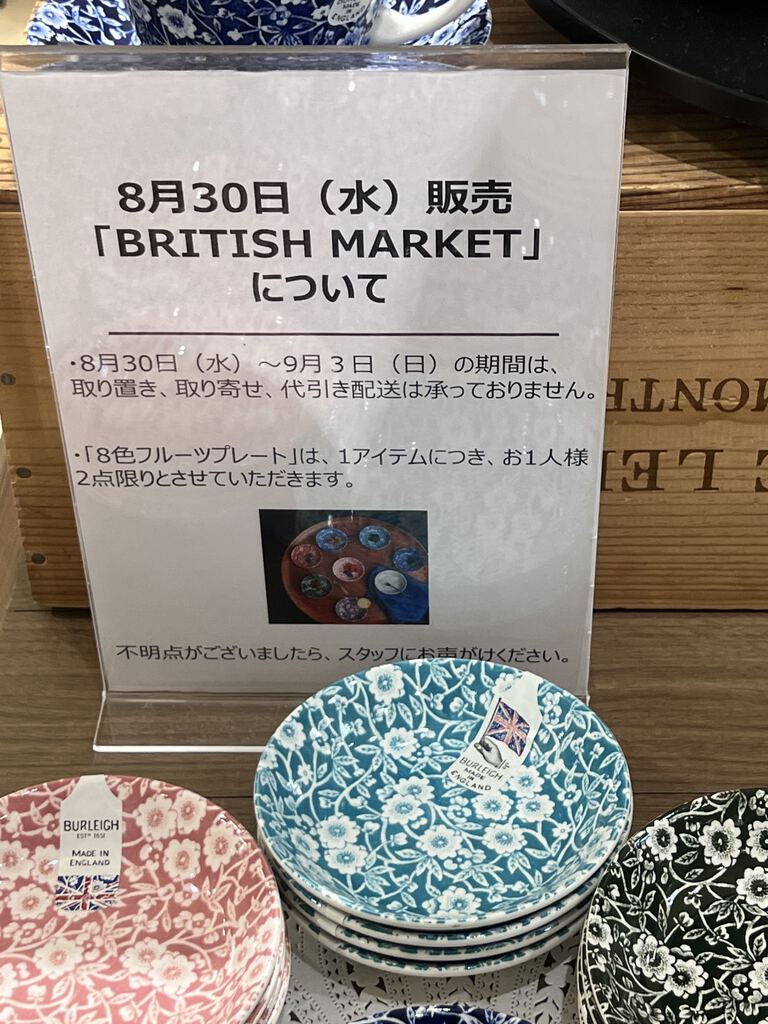 MADE IN
ENGLAND
8月30日（水）販売
「BRITISH MARKET」
について
・8月30日（水）～9月3日（日）の期間は、
取り置き、取り寄せ、代引き配送は承っておりません。
・「8色フルーツプレート」は、1アイテムにつき、お1人様
2点限りとさせていただきます。
不明点がございましたら、スタッフにお声がけください。
BURLEIGH
MADE
IN
ENGLAND
BURLEIGH
ESTD 1851
MADE IN
ENGLAND